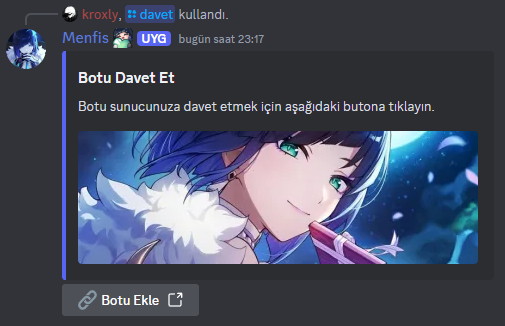 kroxly, davet kullandı.
Menfis UYG bugün saat 23:17
Botu Davet Et
Botu sunucunuza davet etmek için aşağıdaki butona tıklayın.
Botu Ekle